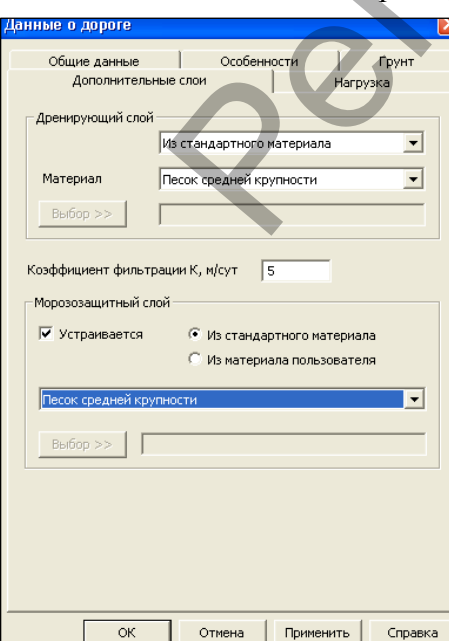 Данные о дороге
Общие данные Особенности Грунт
Дополнительные слои Нагрузка
Дренирующий слой
Из стандартного материала
Материал Песок средней крупности
Выбор >>
Коэффициент фильтрации К, м/сут 5
Морозозащитный слой
Устраивается Из стандартного материала
Из материала пользователя
Песок средней крупности
Выбор >>
ОК Отмена Применить Справка